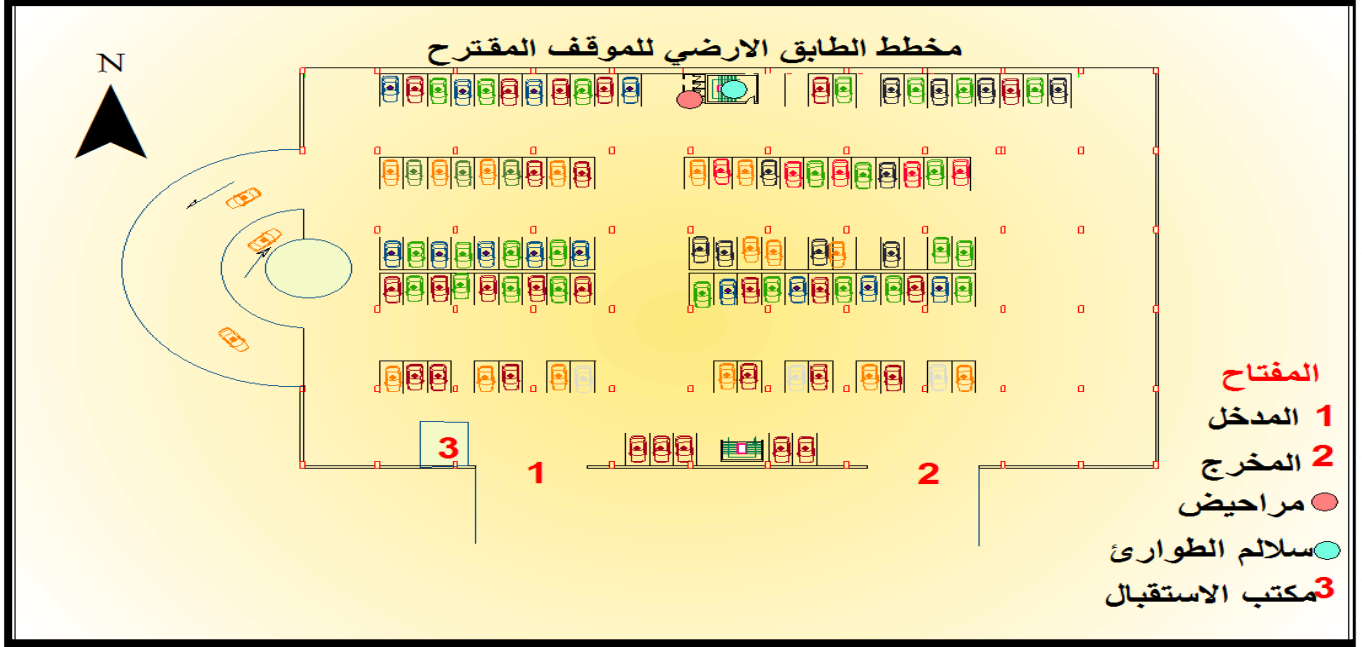 مخطط الطابق الارضي للموقف المقترح
N
المفتاح
1 المدخل
2 المخرج
مراحيض
سلالم الطوارئ
3 مكتب الاستقبال
3
1
2